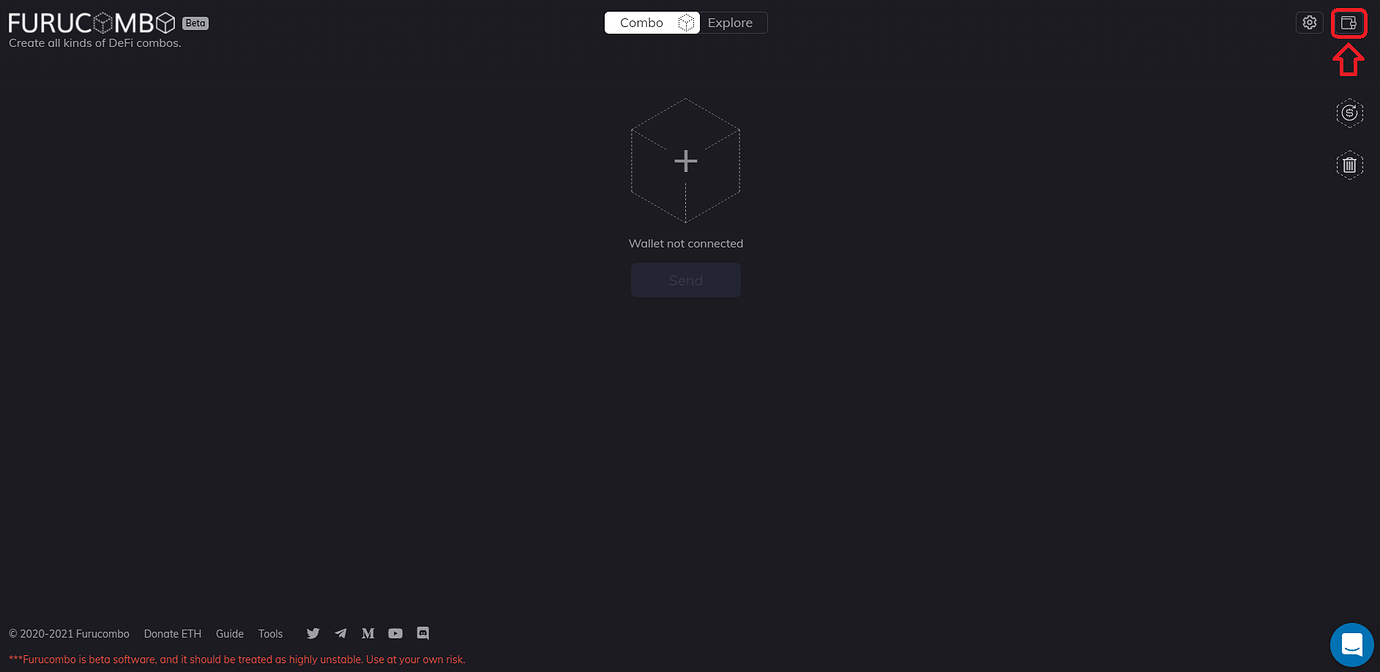 FURUCOMBO Beta
Create all kinds of DeFi combos.
Combo Explore
Wallet not connected
Send
© 2020-2021 Furucombo Donate ETH Guide Tools
***Furucombo is beta software, and it should be treated as highly unstable. Use at your own risk.